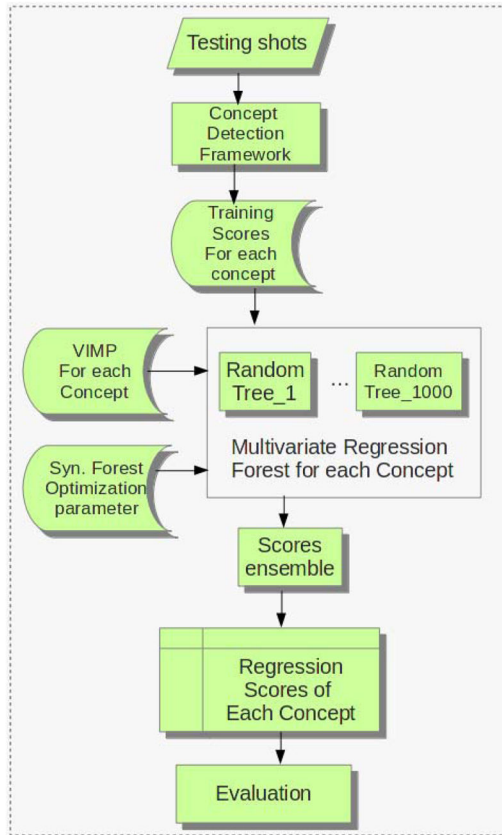 Testing shots
Concept
Detection
Framework
Training
Scores
For each
concept
VIMP
For each
Concept
Random
Tree_1
...
Random
Tree_1000
Multivariate Regression
Forest for each Concept
Syn. Forest
Optimization
parameter
Scores
ensemble
Regression
Scores of
Each Concept
Evaluation